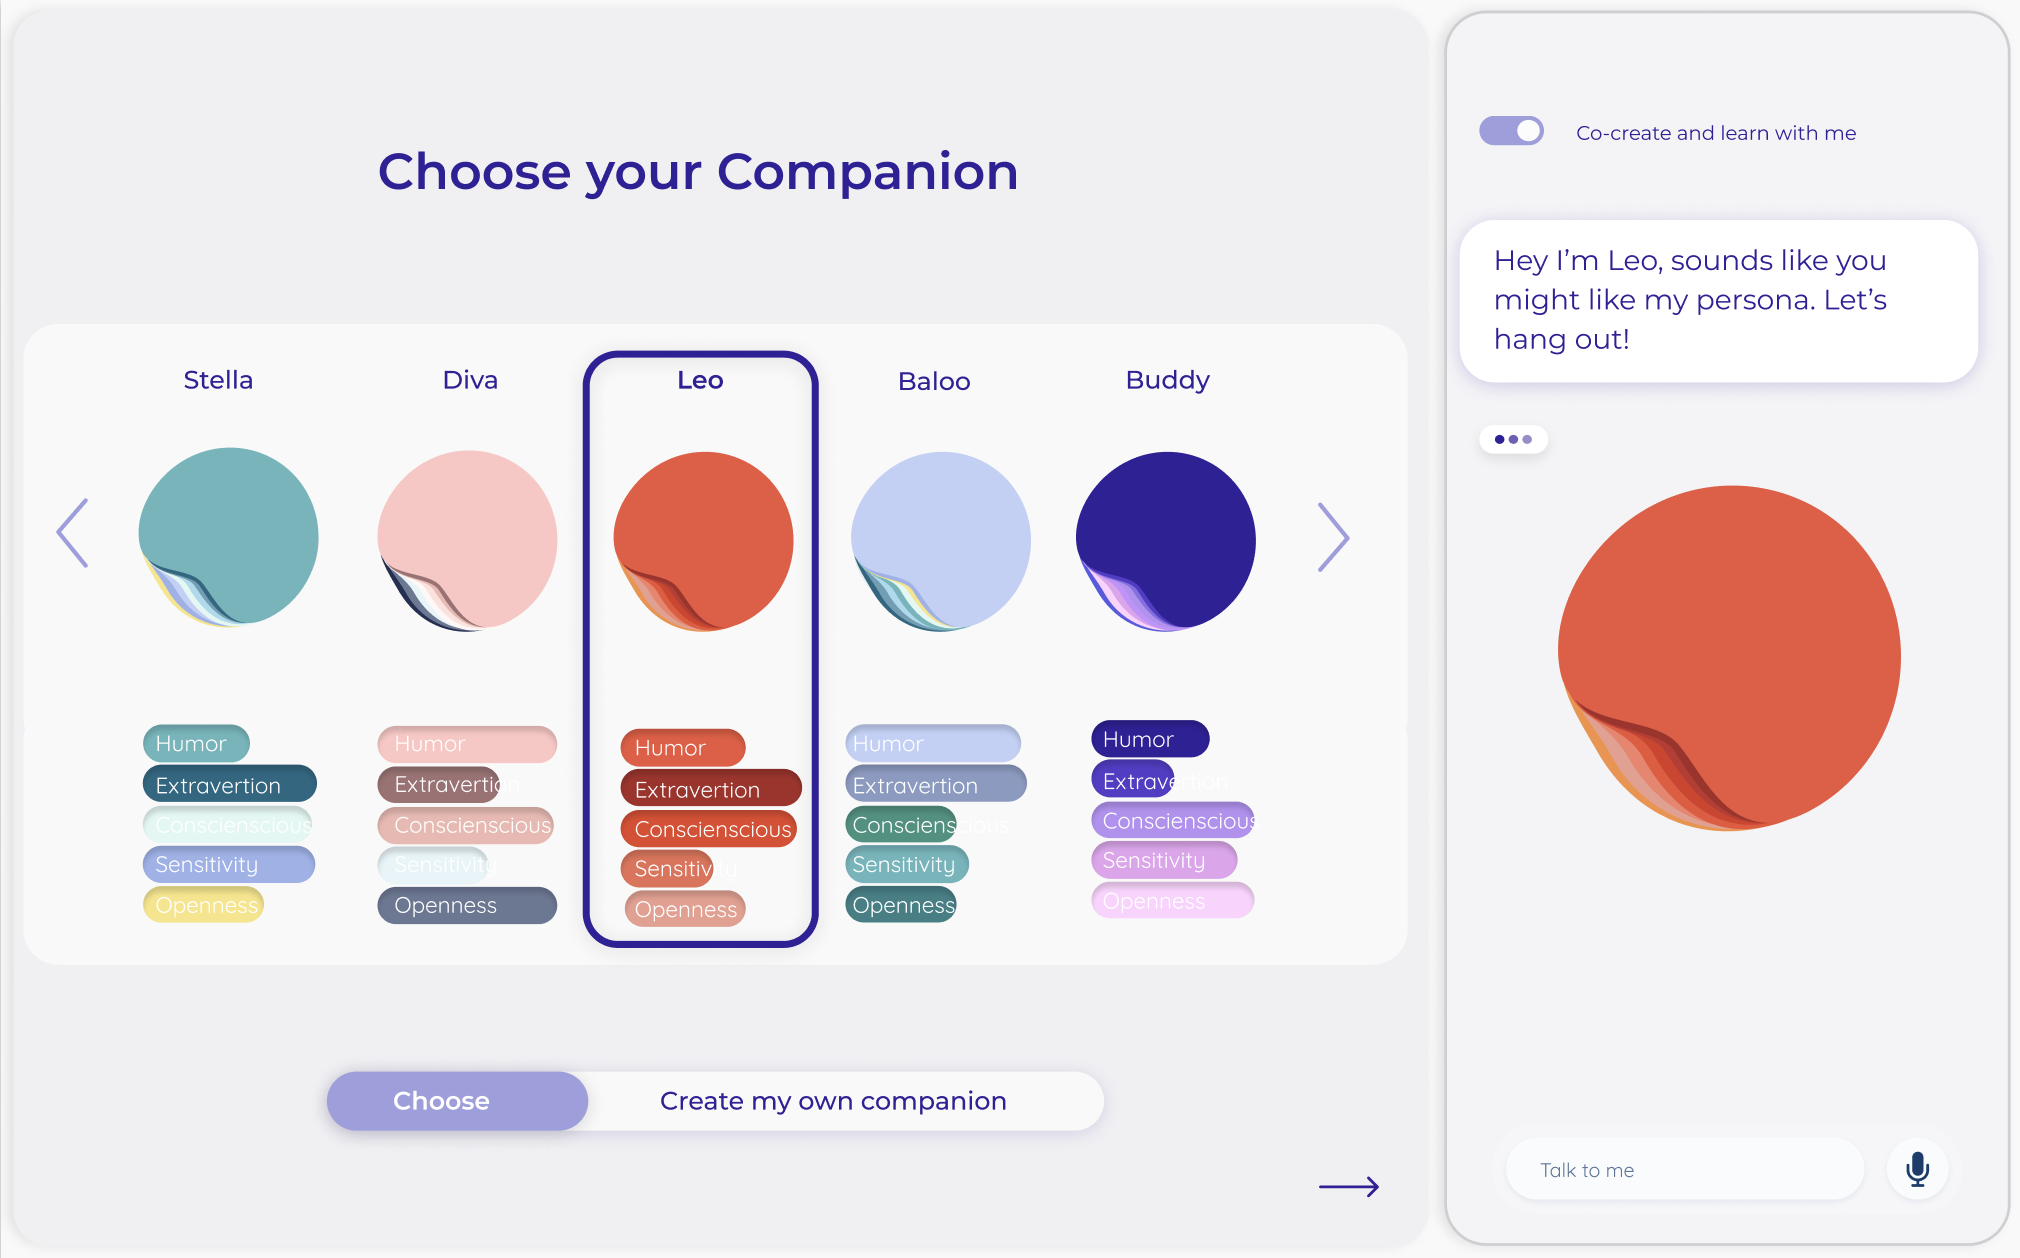 Choose your Companion
Stella
Diva
Leo
Baloo
Buddy
Humor
Extravertion
Conscienscious
Sensitivity
Openness
Humor
Extravertion
Conscienscious
Sensitivity
Openness
Humor
Extravertion
Conscienscious
Sensitivity
Openness
Humor
Extravertion
Conscienscious
Sensitivity
Openness
Humor
Extravertion
Conscienscious
Sensitivity
Openness
Choose
Create my own companion
Co-create and learn with me
Hey I’m Leo, sounds like you
might like my persona. Let’s
hang out!
Talk to me